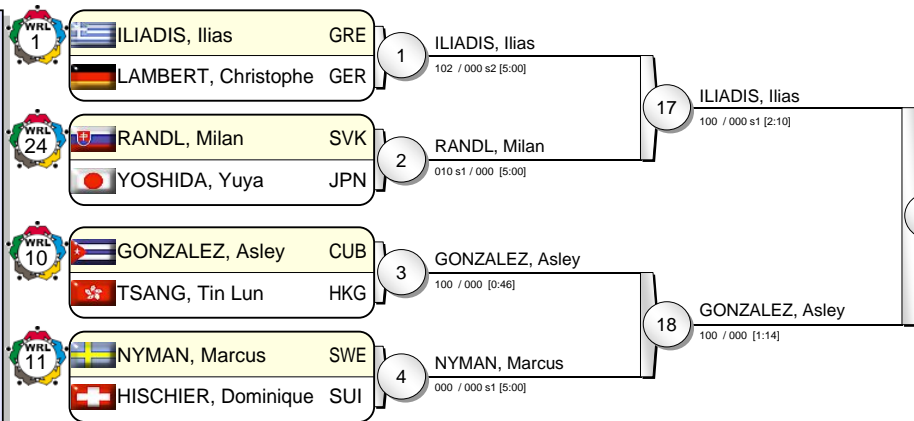 WRL
1
ILIADIS, Ilias GRE
LAMBERT, Christophe GER
1
ILIADIS, Ilias
102 / 000 s2 [5:00]
WRL
24
RANDL, Milan SVK
YOSHIDA, Yuya JPN
2
RANDL, Milan
010 s1 / 000 [5:00]
17
ILIADIS, Ilias
100 / 000 s1 [2:10]
WRL
10
GONZALEZ, Asley CUB
TSANG, Tin Lun HKG
3
GONZALEZ, Asley
100 / 000 [0:46]
WRL
11
NYMAN, Marcus SWE
HISCHIER, Dominique SUI
4
NYMAN, Marcus
000 / 000 s1 [5:00]
18
GONZALEZ, Asley
100 / 000 [1:14]